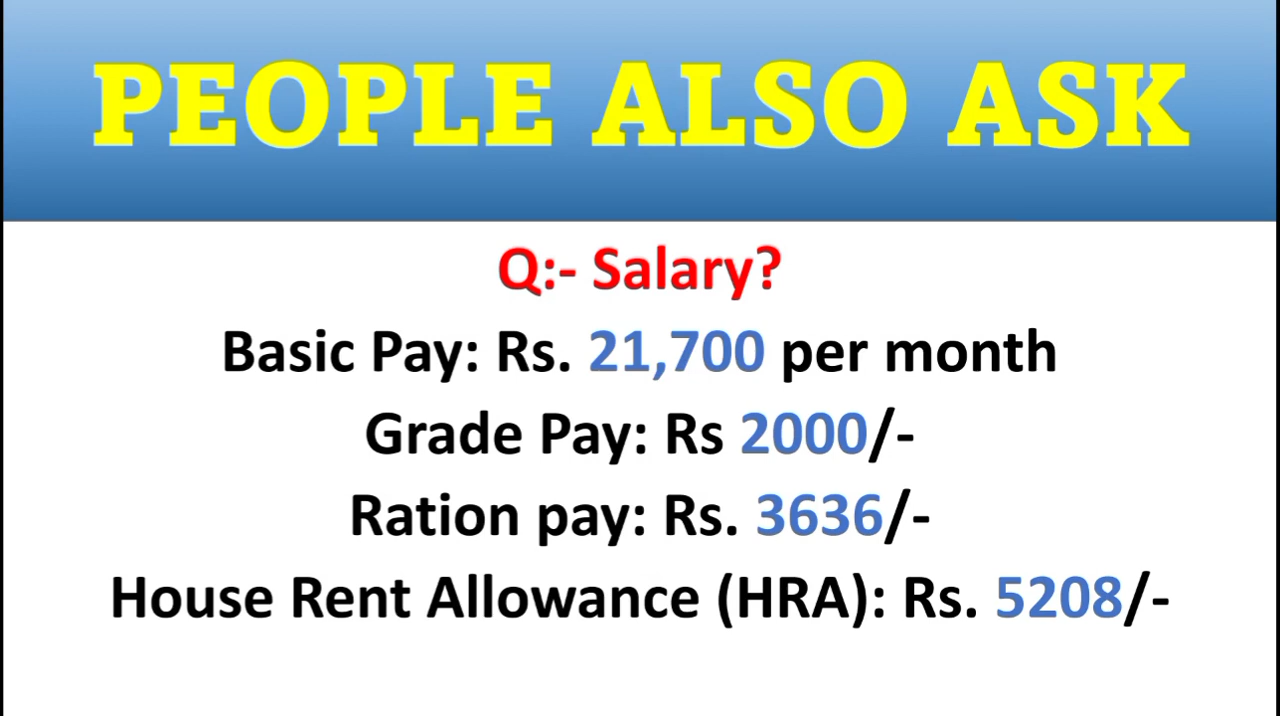 PEOPLE ALSO ASK
Q:- Salary?
Basic Pay: Rs. 21,700 per month
Grade Pay: Rs 2000/-
Ration pay: Rs. 3636/-
House Rent Allowance (HRA): Rs. 5208/-